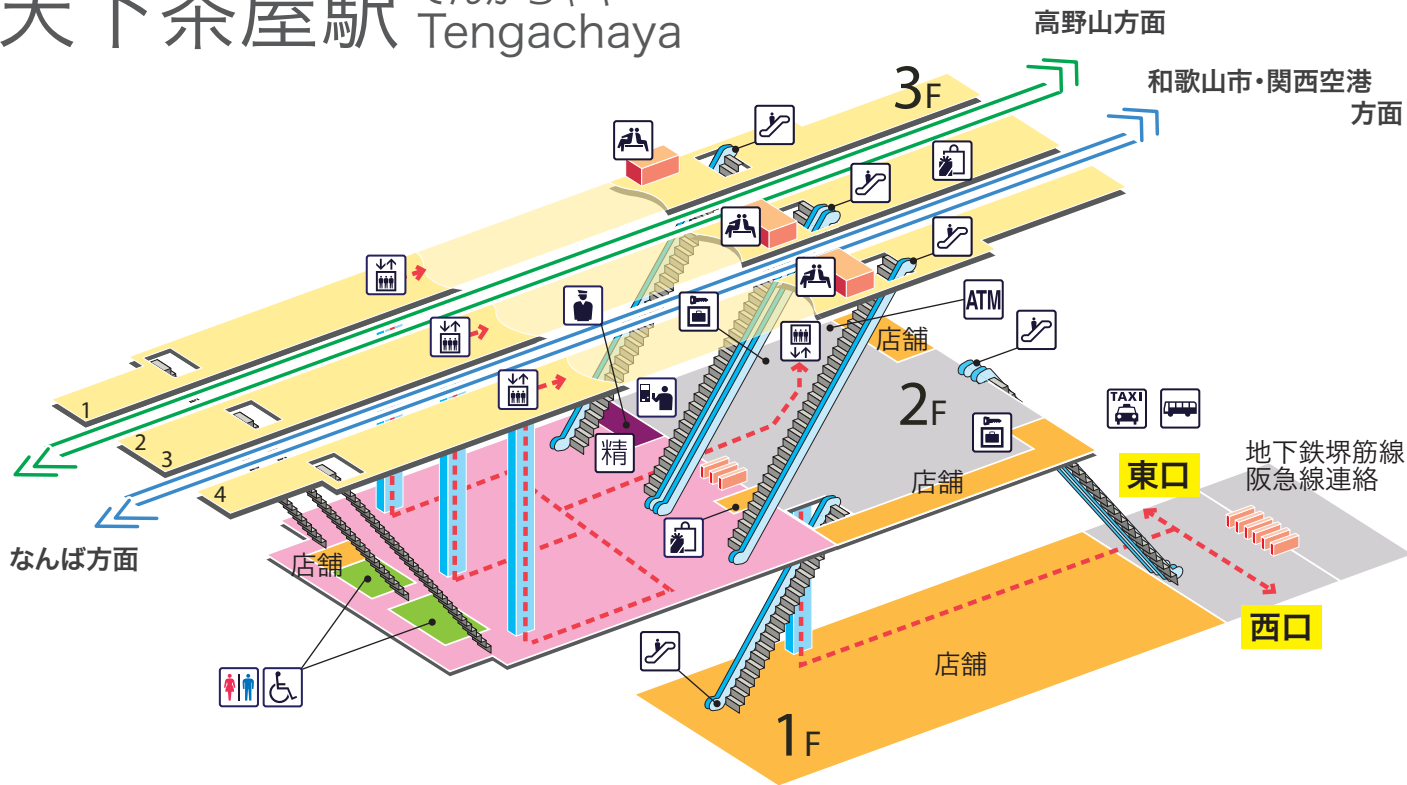 天下茶屋駅
Tengachaya
高野山方面
和歌山市・関西空港
方面
3F
ATM
店舗
2F
TAXI
精
1
2
3
4
地下鉄堺筋線
阪急線連絡
東口
店舗
なんば方面
店舗
西口
店舗
1F